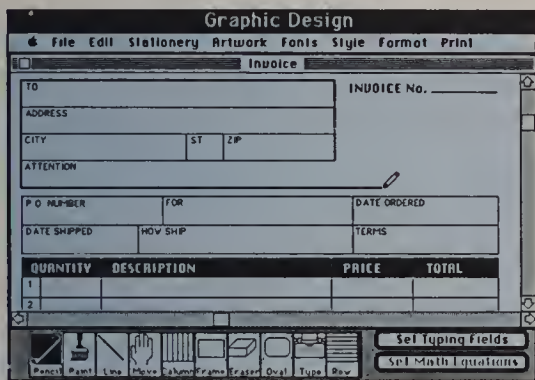 Graphic Design
File Edit Stationery Artwork Fonts Style Format Print
Invoice
TO
INVOICE No.
ADDRESS
CITY ST ZIP
ATTENTION
P O NUMBER FOR DATE ORDERED
DATE SHIPPED HOW SHIP TERMS
QUANTITY DESCRIPTION PRICE TOTAL
1
2
Pencil Paint Line Move Column Frame Eraser Oval Type Row
Set Typing Fields
Set Math Equations